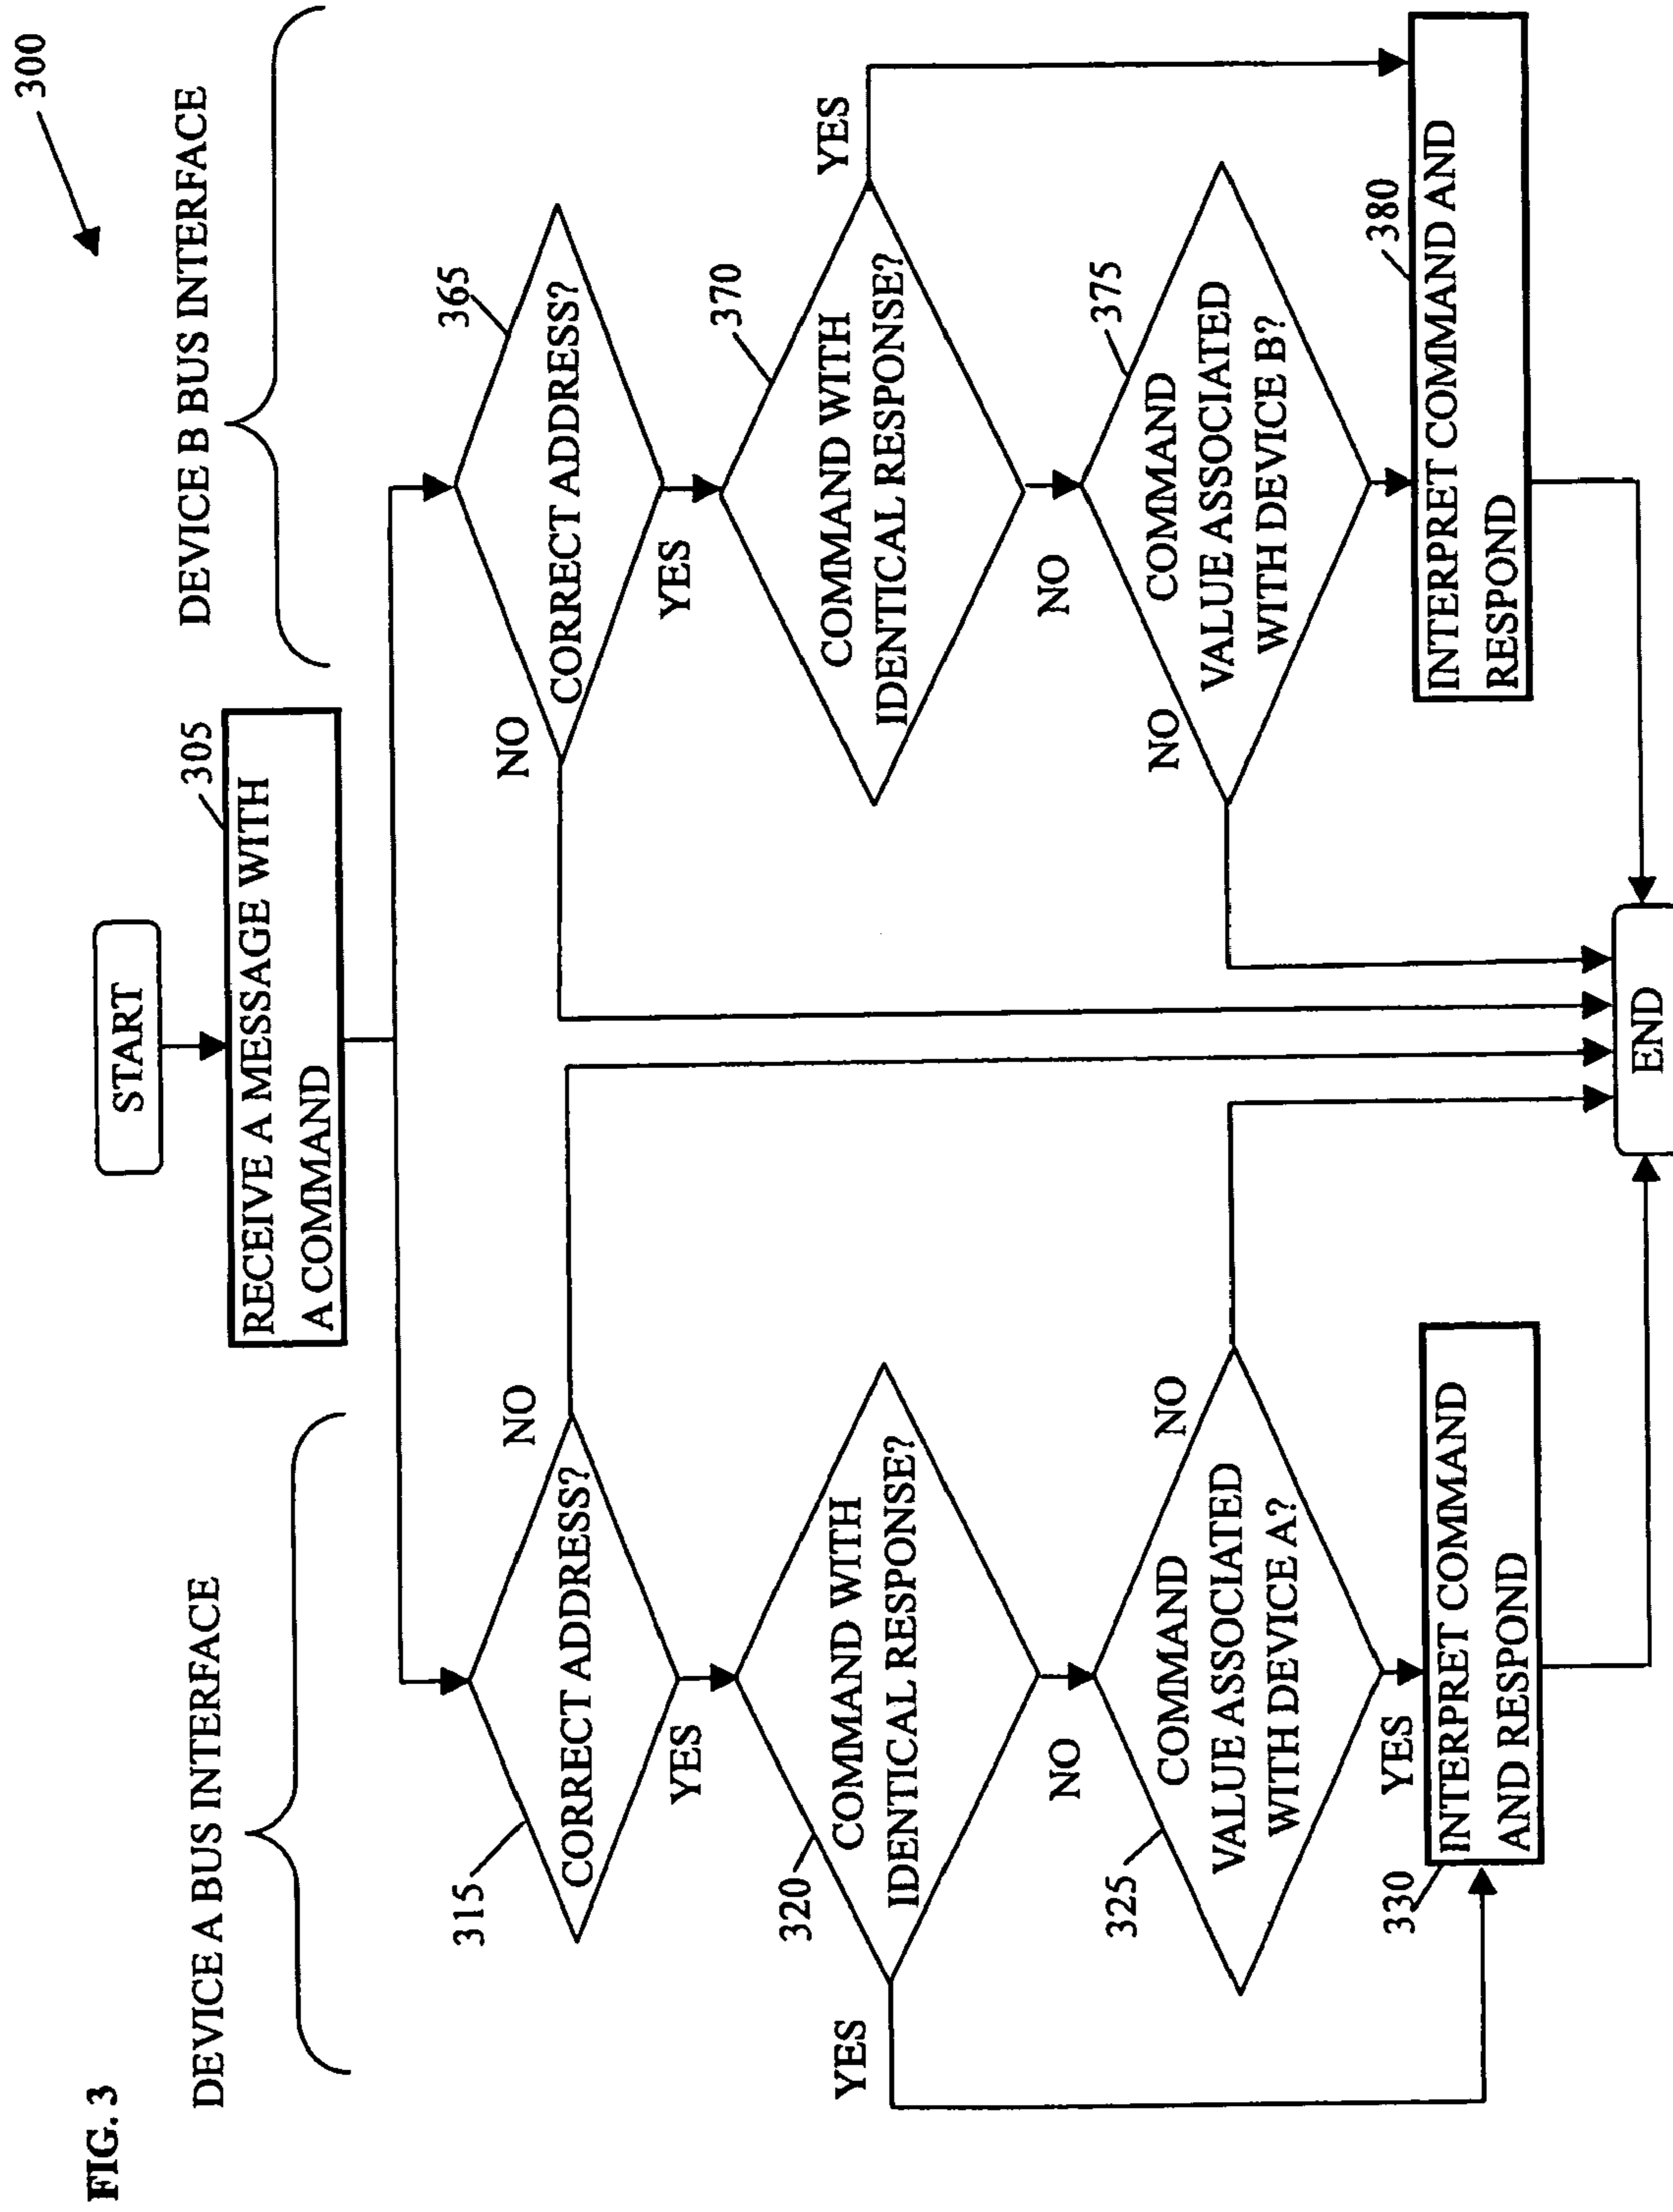 FIG. 3
300
START
305
RECEIVE A MESSAGE WITH
A COMMAND
DEVICE A BUS INTERFACE
315
CORRECT ADDRESS?
NO
YES
320
COMMAND WITH
IDENTICAL RESPONSE?
YES
NO
325
COMMAND
VALUE ASSOCIATED
WITH DEVICE A?
NO
YES
330
INTERPRET COMMAND
AND RESPOND
DEVICE B BUS INTERFACE
365
CORRECT ADDRESS?
NO
YES
370
COMMAND WITH
IDENTICAL RESPONSE?
YES
NO
375
COMMAND
VALUE ASSOCIATED
WITH DEVICE B?
NO
380
INTERPRET COMMAND AND
RESPOND
END